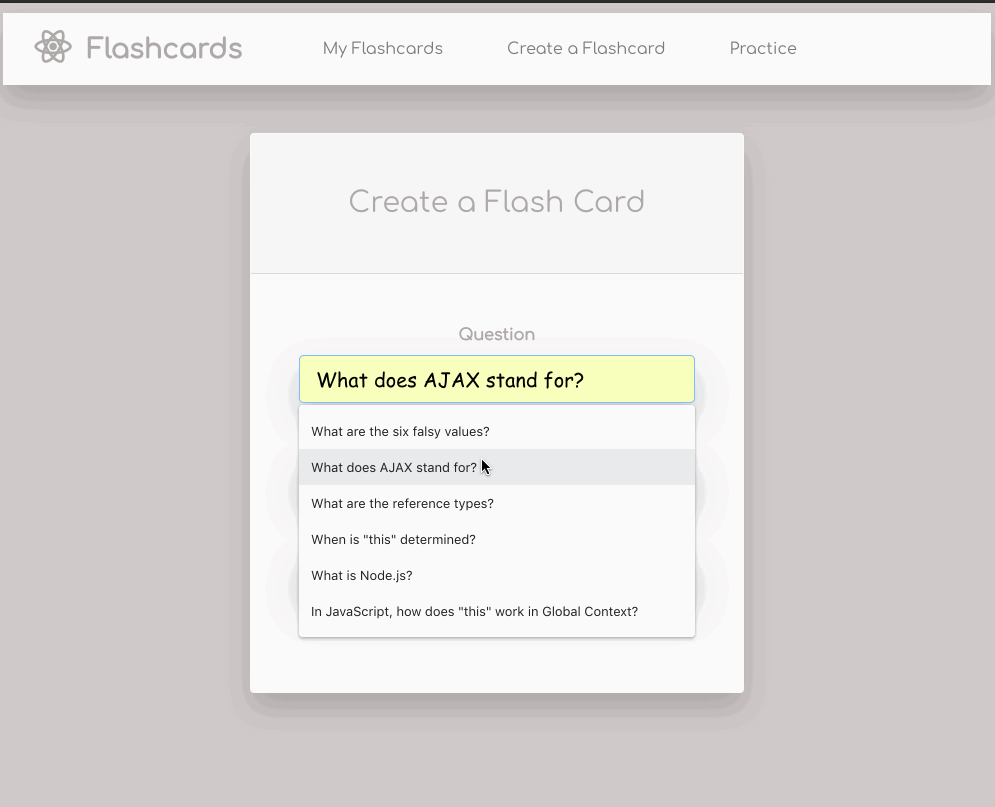 Flashcards My Flashcards Create a Flashcard Practice
Create a Flash Card
Question
What does AJAX stand for?
What are the six falsy values?
What does AJAX stand for?
What are the reference types?
When is "this" determined?
What is Node.js?
In JavaScript, how does "this" work in Global Context?